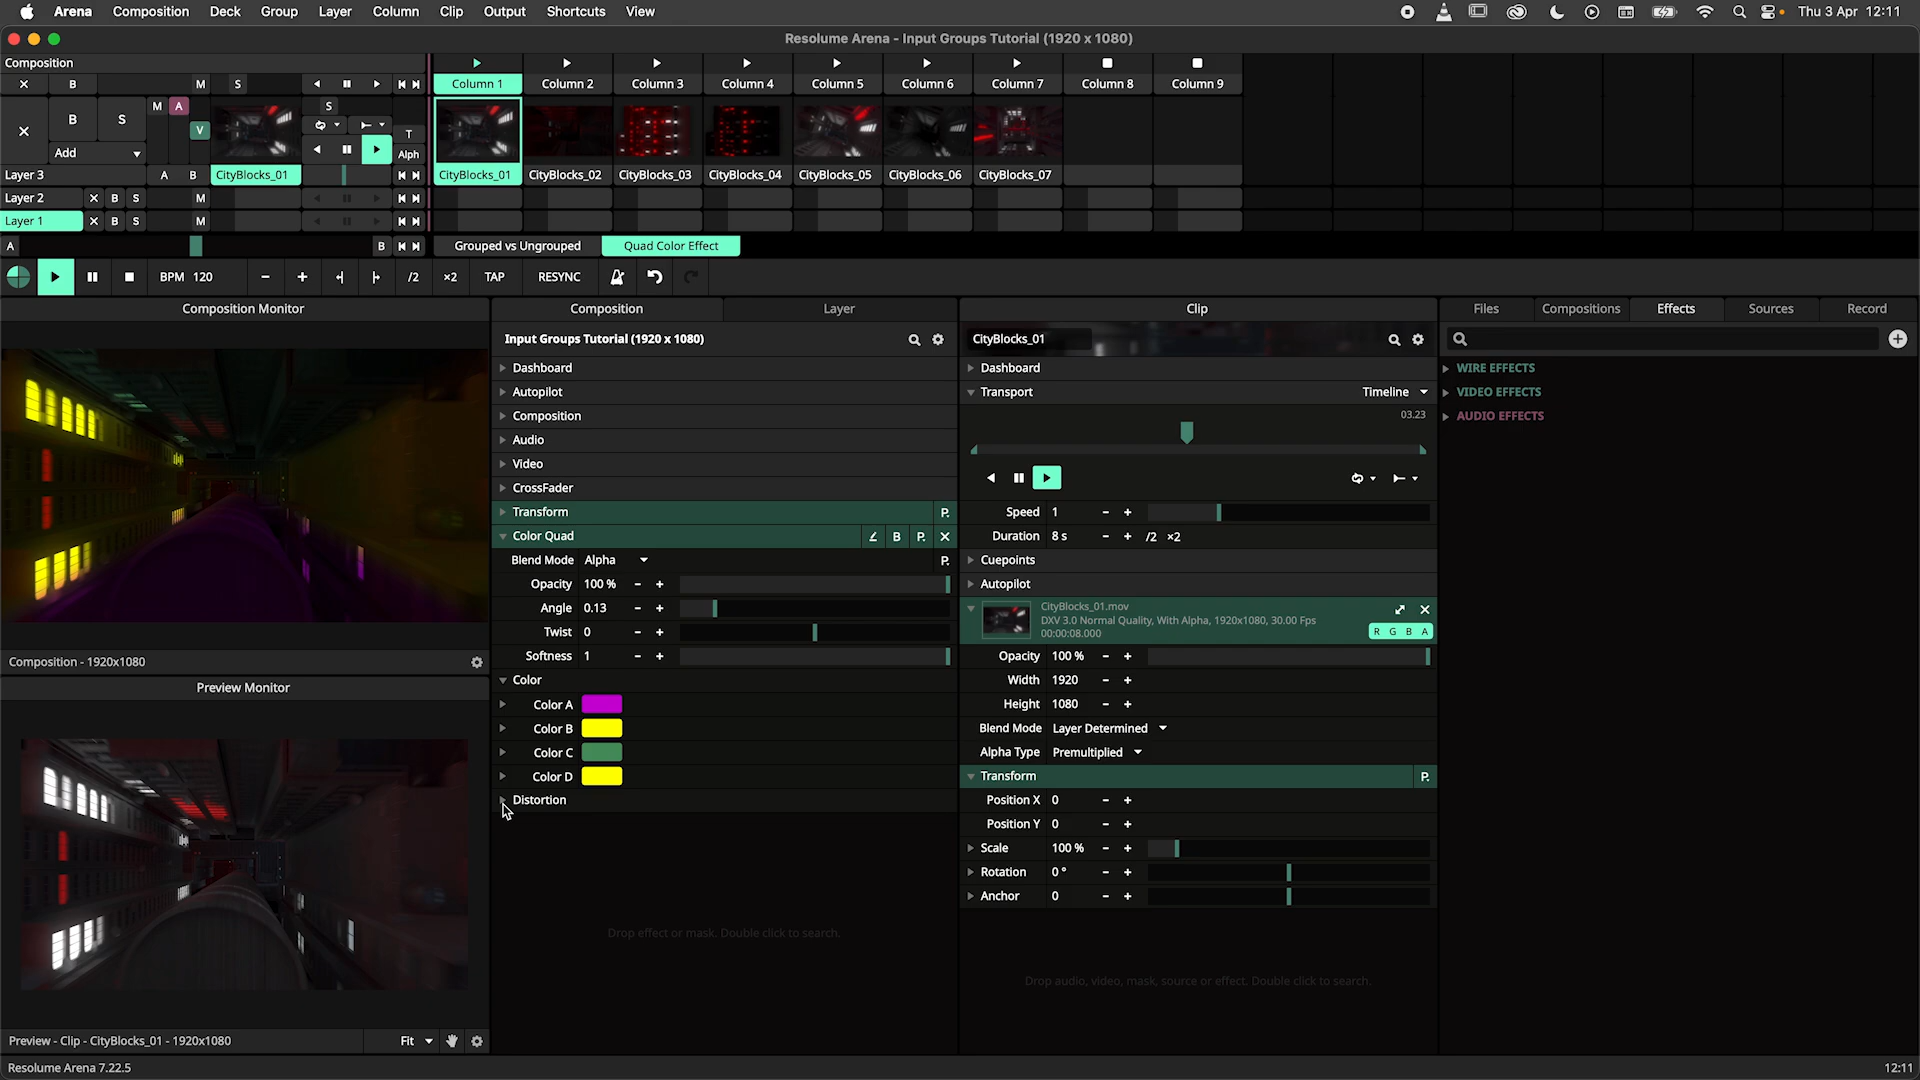 Arena Composition Deck Group Layer Column Clip Output Shortcuts View Thu 3 Apr 12:11
Resolume Arena - Input Groups Tutorial (1920 x 1080)
Composition
B M S Column 1 Column 2 Column 3 Column 4 Column 5 Column 6 Column 7 Column 8 Column 9
M A S
B S V T
Add Alph
Layer 3 A B CityBlocks_01 CityBlocks_01 CityBlocks_02 CityBlocks_03 CityBlocks_04 CityBlocks_05 CityBlocks_06 CityBlocks_07
Layer 2 X B S M
Layer 1 X B S M
A B Grouped vs Ungrouped Quad Color Effect
BPM 120 - + /2 ×2 TAP RESYNC
Composition Monitor Composition Layer Clip Files Compositions Effects Sources Record
Input Groups Tutorial (1920 x 1080) CityBlocks_01
Dashboard Dashboard WIRE EFFECTS
Autopilot Transport Timeline VIDEO EFFECTS
Composition 03.23 AUDIO EFFECTS
Audio
Video
CrossFader
Transform P. Speed 1 - +
Color Quad B P. Duration 8 s - + /2 ×2
Blend Mode Alpha P. Cuepoints
Opacity 100 % - + Autopilot
Angle 0.13 - + CityBlocks_01.mov
DXV 3.0 Normal Quality, With Alpha, 1920x1080, 30.00 Fps
Twist 0 - + 00:00:08.000 R G B A
Softness 1 - + Opacity 100 % - +
Composition - 1920x1080
Color Width 1920 - +
Preview Monitor
Color A Height 1080 - +
Color B Blend Mode Layer Determined
Color C Alpha Type Premultiplied
Color D Transform P.
Distortion Position X 0 - +
Position Y 0 - +
Scale 100 % - +
Rotation 0 ° - +
Anchor 0 - +
Drop effect or mask. Double click to search.
Drop audio, video, mask, source or effect. Double click to search.
Preview - Clip - CityBlocks_01 - 1920x1080 Fit
Resolume Arena 7.22.5 12:11